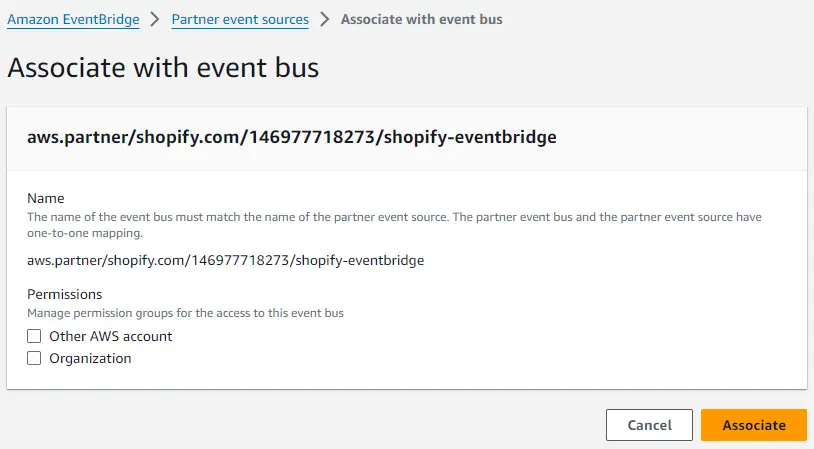 Amazon EventBridge > Partner event sources > Associate with event bus
Associate with event bus
aws.partner/shopify.com/146977718273/shopify-eventbridge
Name
The name of the event bus must match the name of the partner event source. The partner event bus and the partner event source have
one-to-one mapping.
aws.partner/shopify.com/146977718273/shopify-eventbridge
Permissions
Manage permission groups for the access to this event bus
Other AWS account
Organization
Cancel Associate